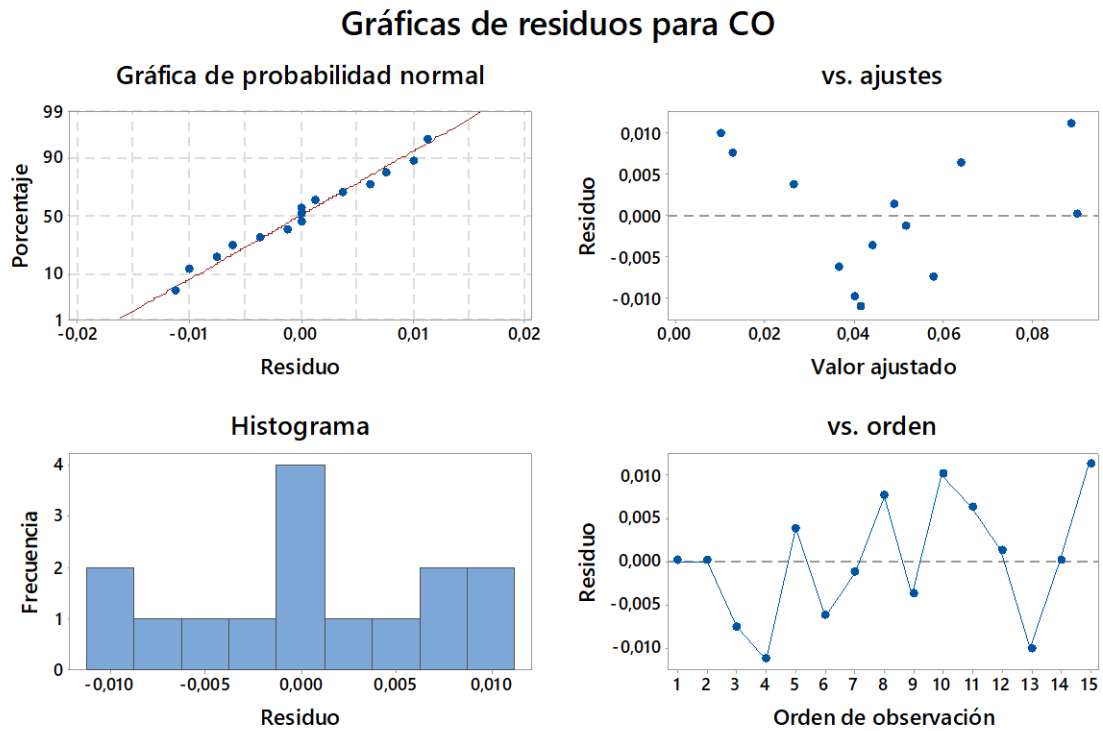 Gráficas de residuos para CO
Gráfica de probabilidad normal
99
90
50
10
1
Porcentaje
-0,02
-0,01
0,00
0,01
0,02
Residuo
vs. ajustes
0,010
0,005
0,000
-0,005
-0,010
Residuo
0.00
0,02
0,04
0,06
0,08
Valor ajustado
Histograma
4
3
2
1
0
Frecuencia
-0,010
-0,005
0,000
0,005
0,010
Residuo
vs. orden
0,010
0,005
0,000
-0,005
-0,010
Residuo
1 2 3 4 5 6 7 8 9 10 11 12 13 14 15
Orden de observación